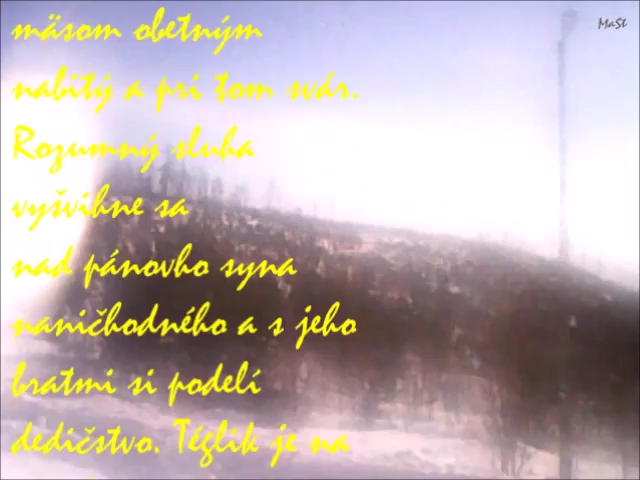 MaSt
mäsom obetným
nabitý a pri tom svár.
Rozumný sluha
vyšvihne sa
nad pánovho syna
naničhodného a s jeho
bratmi si podelí
dedičstvo. Téglik je na